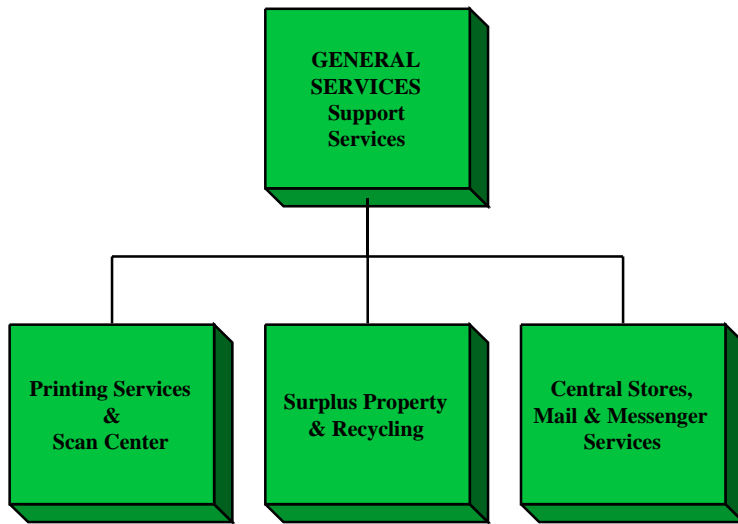 GENERAL
SERVICES
Support
Services
Printing Services
&
Scan Center
Surplus Property
& Recycling
Central Stores,
Mail & Messenger
Services